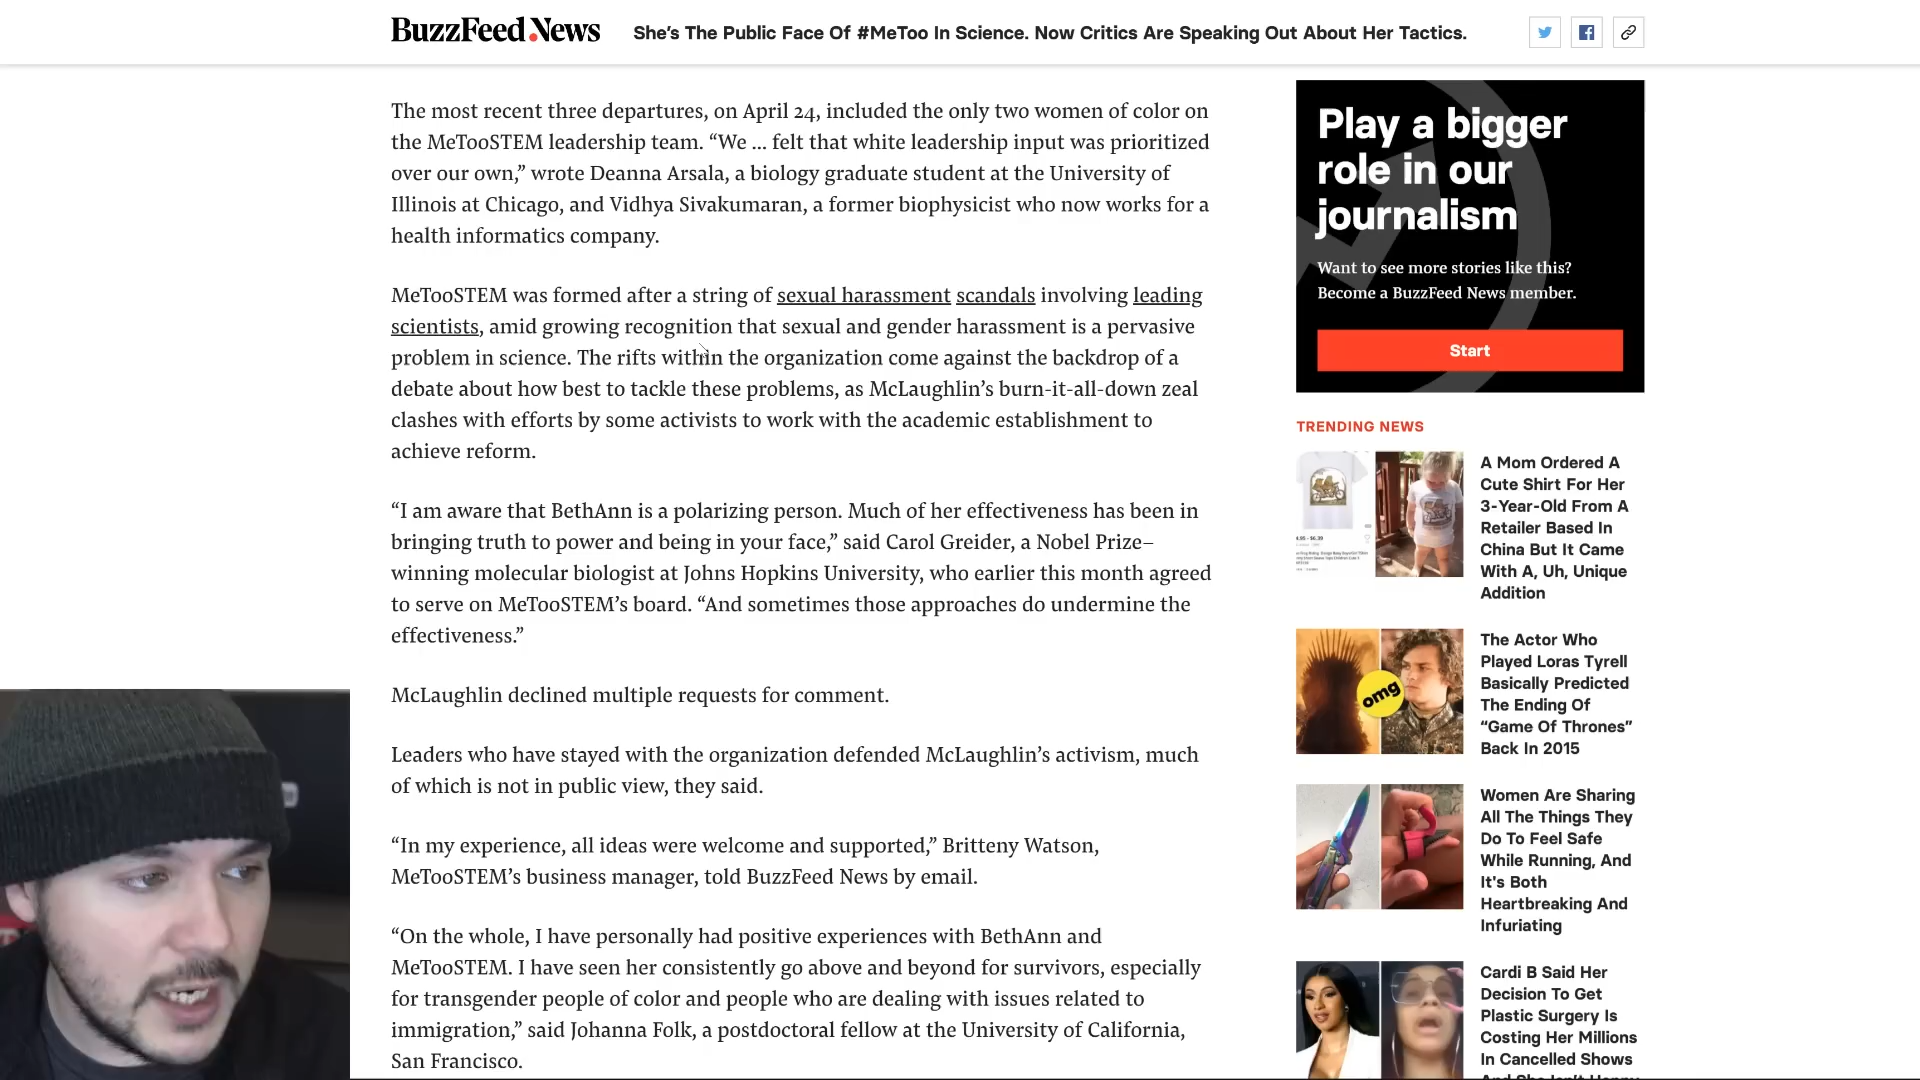 BuzzFeed News
She's The Public Face Of #MeToo In Science. Now Critics Are Speaking Out About Her Tactics.
The most recent three departures, on April 24, included the only two women of color on
the MeTooSTEM leadership team. “We ... felt that white leadership input was prioritized
over our own,” wrote Deanna Arsala, a biology graduate student at the University of
Illinois at Chicago, and Vidhya Sivakumaran, a former biophysicist who now works for a
health informatics company.
MeTooSTEM was formed after a string of sexual harassment scandals involving leading
scientists, amid growing recognition that sexual and gender harassment is a pervasive
problem in science. The rifts within the organization come against the backdrop of a
debate about how best to tackle these problems, as McLaughlin’s burn-it-all-down zeal
clashes with efforts by some activists to work with the academic establishment to
achieve reform.
“I am aware that BethAnn is a polarizing person. Much of her effectiveness has been in
bringing truth to power and being in your face,” said Carol Greider, a Nobel Prize–
winning molecular biologist at Johns Hopkins University, who earlier this month agreed
to serve on MeTooSTEM’s board. “And sometimes those approaches do undermine the
effectiveness.”
McLaughlin declined multiple requests for comment.
Leaders who have stayed with the organization defended McLaughlin’s activism, much
of which is not in public view, they said.
“In my experience, all ideas were welcome and supported,” Britteny Watson,
MeTooSTEM’s business manager, told BuzzFeed News by email.
“On the whole, I have personally had positive experiences with BethAnn and
MeTooSTEM. I have seen her consistently go above and beyond for survivors, especially
for transgender people of color and people who are dealing with issues related to
immigration,” said Johanna Folk, a postdoctoral fellow at the University of California,
San Francisco.
Play a bigger
role in our
journalism
Want to see more stories like this?
Become a BuzzFeed News member.
Start
TRENDING NEWS
A Mom Ordered A
Cute Shirt For Her
3-Year-Old From A
Retailer Based In
China But It Came
With A, Uh, Unique
Addition
omg
The Actor Who
Played Loras Tyrell
Basically Predicted
The Ending Of
“Game Of Thrones”
Back In 2015
Women Are Sharing
All The Things They
Do To Feel Safe
While Running, And
It's Both
Heartbreaking And
Infuriating
Cardi B Said Her
Decision To Get
Plastic Surgery Is
Costing Her Millions
In Cancelled Shows